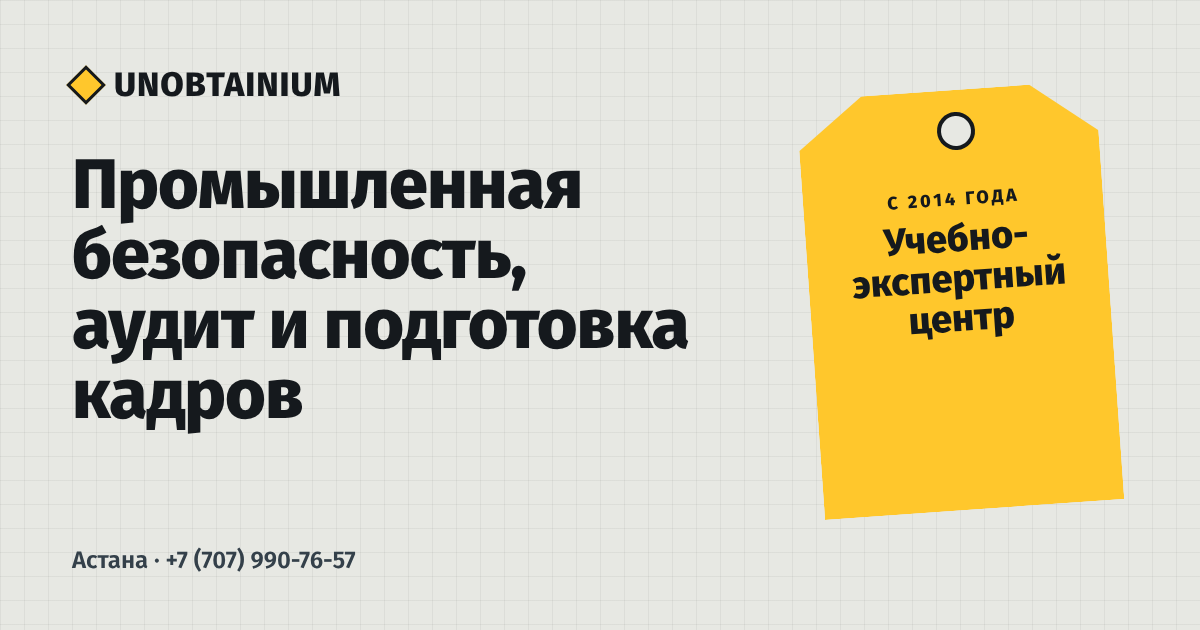 UNOBTAINIUM
Промышленная
безопасность,
аудит и подготовка
кадров
Астана · +7 (707) 990-76-57
С 2014 ГОДА
Учебно-
экспертный
центр